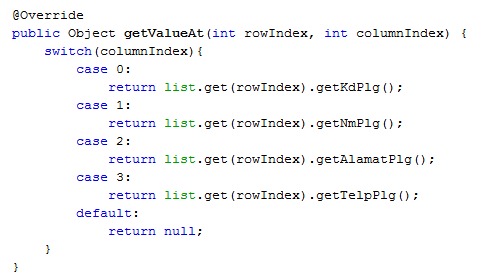 @Override
public Object getValueAt(int rowIndex, int columnIndex) {
    switch(columnIndex){
        case 0:
            return list.get(rowIndex).getKdPlg();
        case 1:
            return list.get(rowIndex).getNmPlg();
        case 2:
            return list.get(rowIndex).getAlamatPlg();
        case 3:
            return list.get(rowIndex).getTelpPlg();
        default:
            return null;
    }
}